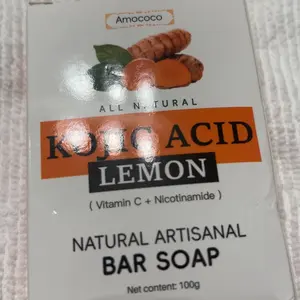 Amococo
ALL NATURAL
KOJIC ACID
LEMON
( Vitamin C + Nicotinamide )
NATURAL ARTISANAL
BAR SOAP
Net content: 100g